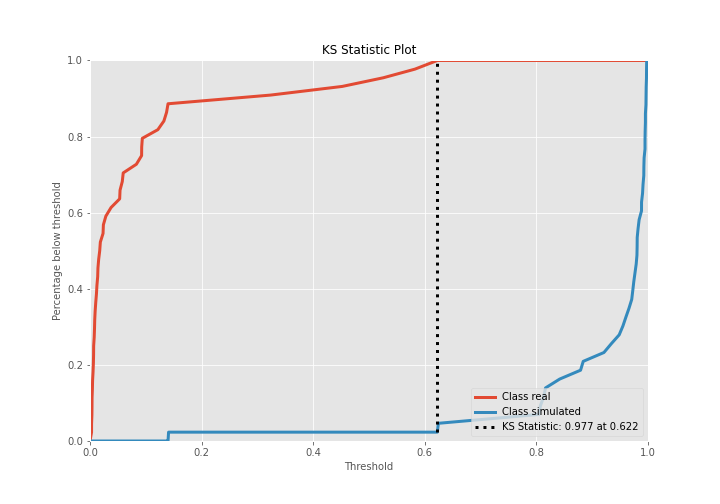 KS Statistic Plot
1.0
0.8
0.6
0.4
0.2
0.0
Percentage below threshold
Class real
Class simulated
KS Statistic: 0.977 at 0.622
0.0 0.2 0.4 0.6 0.8 1.0
Threshold